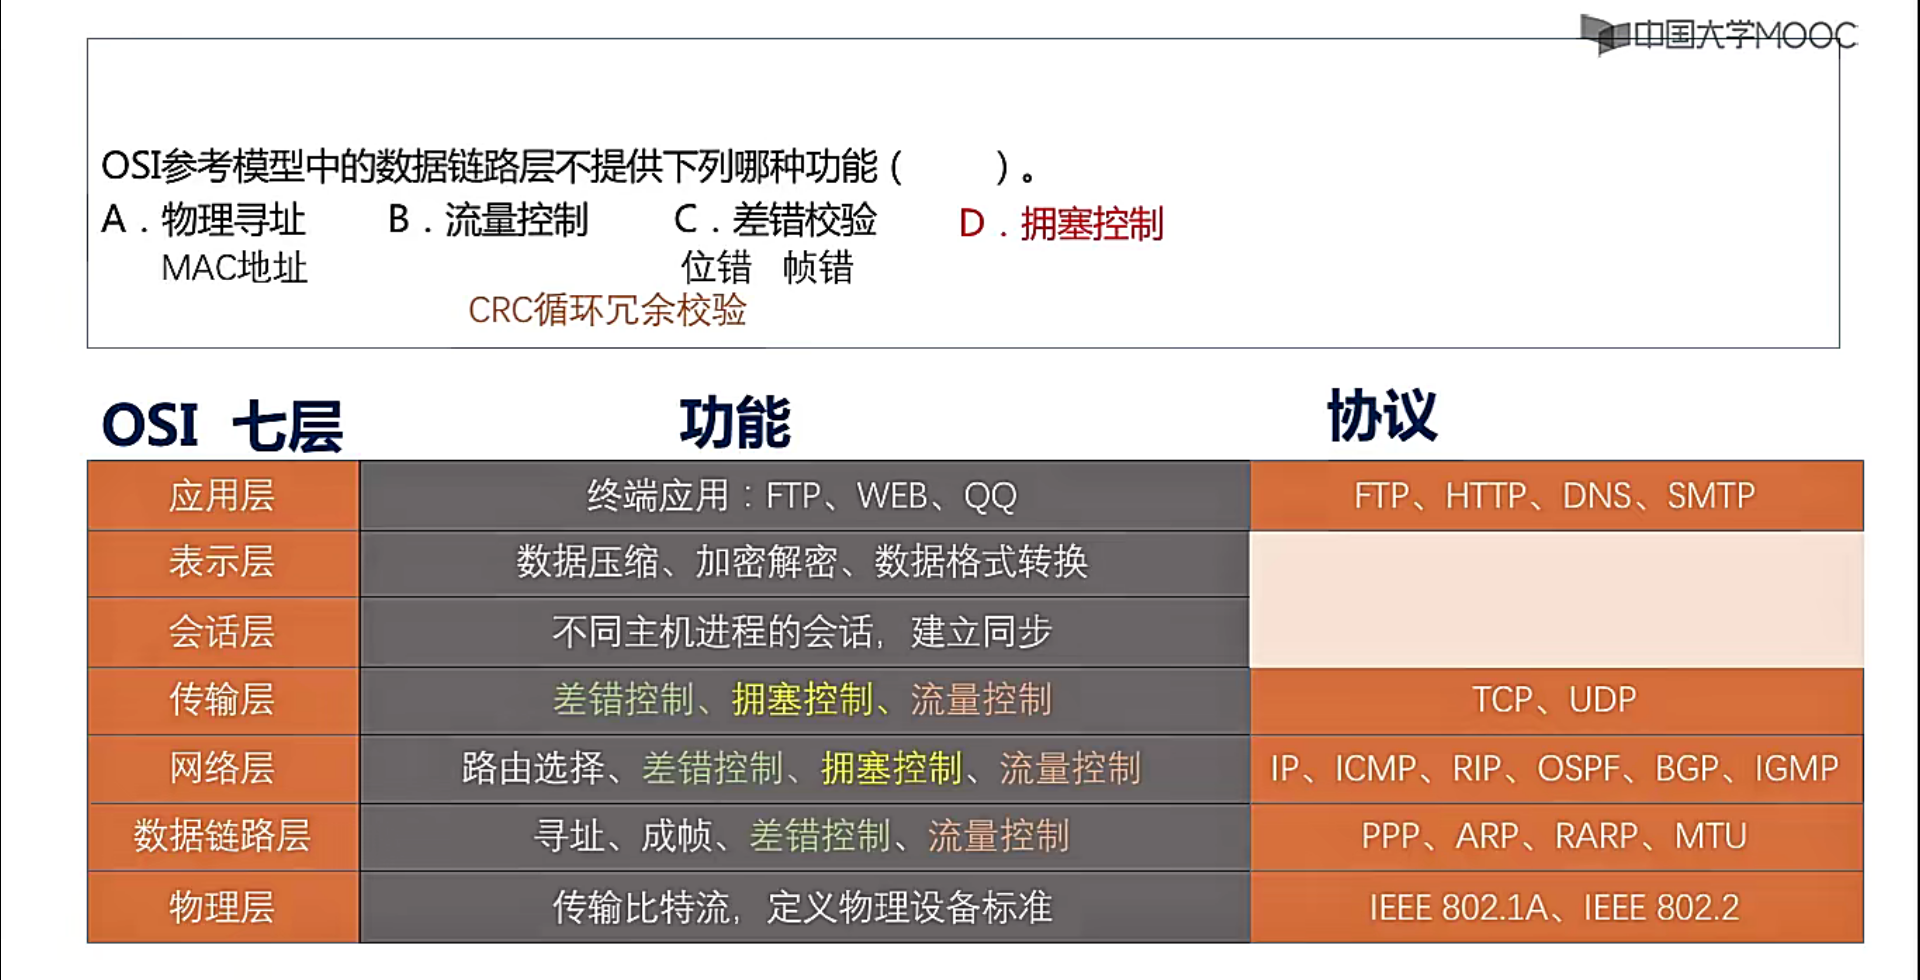 中国大学MOOC
OSI参考模型中的数据链路层不提供下列哪种功能（　　）。
A．物理寻址 B．流量控制 C．差错校验 D．拥塞控制
MAC地址 位错 帧错
CRC循环冗余校验
OSI 七层 功能 协议
应用层 终端应用：FTP、WEB、QQ FTP、HTTP、DNS、SMTP
表示层 数据压缩、加密解密、数据格式转换
会话层 不同主机进程的会话，建立同步
传输层 差错控制、拥塞控制、流量控制 TCP、UDP
网络层 路由选择、差错控制、拥塞控制、流量控制 IP、ICMP、RIP、OSPF、BGP、IGMP
数据链路层 寻址、成帧、差错控制、流量控制 PPP、ARP、RARP、MTU
物理层 传输比特流，定义物理设备标准 IEEE 802.1A、IEEE 802.2